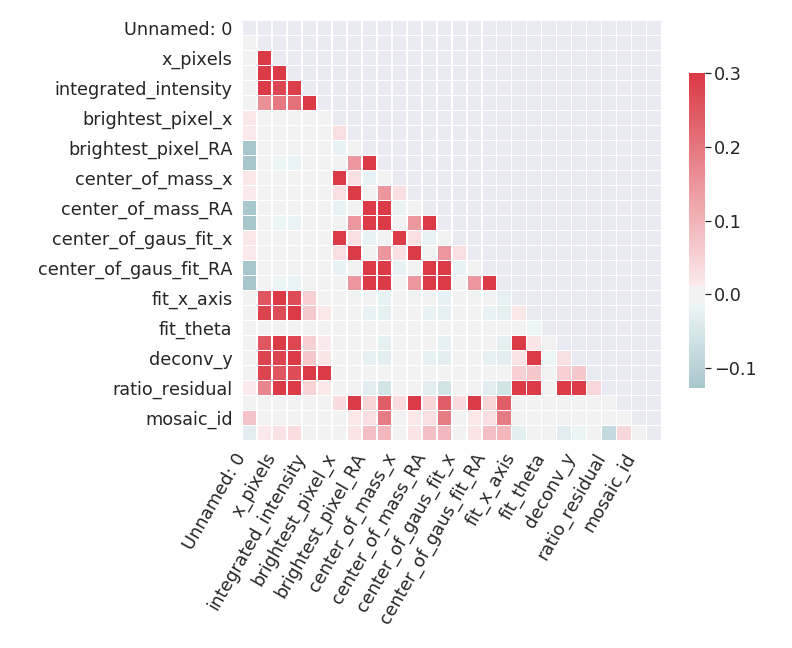 Unnamed: 0
x_pixels
integrated_intensity
brightest_pixel_x
brightest_pixel_RA
center_of_mass_x
center_of_mass_RA
center_of_gaus_fit_x
center_of_gaus_fit_RA
fit_x_axis
fit_theta
deconv_y
ratio_residual
mosaic_id
0.3
0.2
0.1
0.0
−0.1
Unnamed: 0
x_pixels
integrated_intensity
brightest_pixel_x
brightest_pixel_RA
center_of_mass_x
center_of_mass_RA
center_of_gaus_fit_x
center_of_gaus_fit_RA
fit_x_axis
fit_theta
deconv_y
ratio_residual
mosaic_id